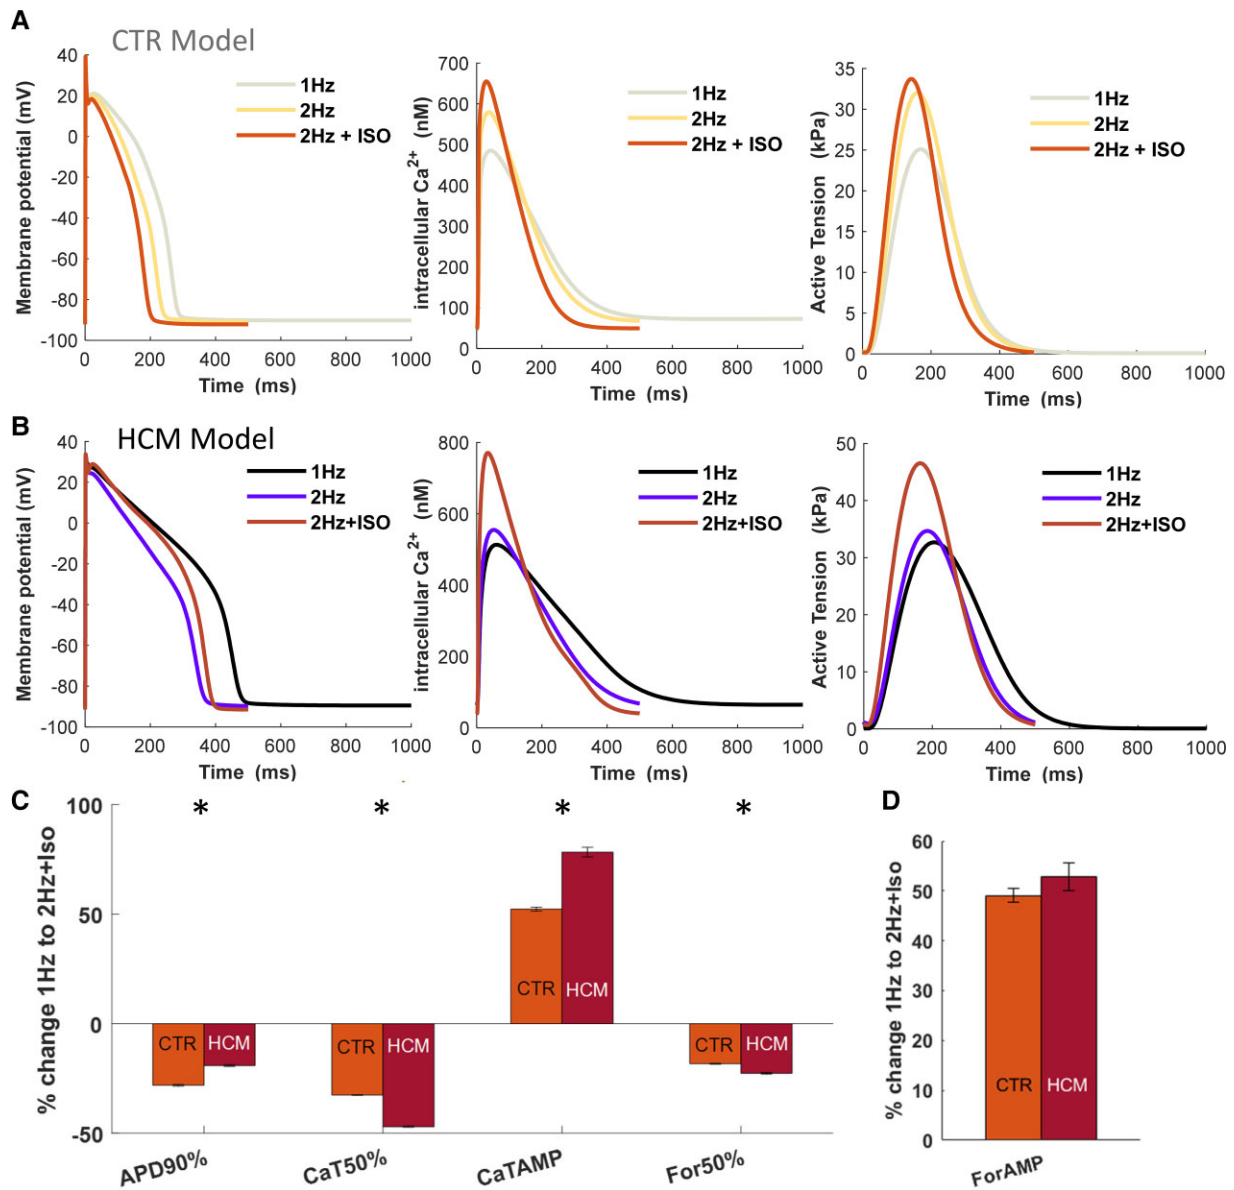 A
CTR Model
Membrane potential (mV)
40
20
0
-20
-40
-60
-80
-100
1Hz
2Hz
2Hz + ISO
0 200 400 600 800 1000
Time (ms)
intracellular Ca2+ (nM)
700
600
500
400
300
200
100
0
1Hz
2Hz
2Hz + ISO
0 200 400 600 800 1000
Time (ms)
Active Tension (kPa)
35
30
25
20
15
10
5
0
1Hz
2Hz
2Hz + ISO
0 200 400 600 800 1000
Time (ms)
B
HCM Model
Membrane potential (mV)
40
20
0
-20
-40
-60
-80
-100
1Hz
2Hz
2Hz+ISO
0 200 400 600 800 1000
Time (ms)
intracellular Ca2+ (nM)
800
600
400
200
0
1Hz
2Hz
2Hz+ISO
0 200 400 600 800 1000
Time (ms)
Active Tension (kPa)
50
40
30
20
10
0
1Hz
2Hz
2Hz+ISO
0 200 400 600 800 1000
Time (ms)
C
% change 1Hz to 2Hz+Iso
100
50
0
-50
* * * *
CTR HCM
CTR HCM
CTR HCM
CTR HCM
APD90% CaT50% CaTAMP For50%
D
% change 1Hz to 2Hz+Iso
60
50
40
30
20
10
0
CTR HCM
ForAMP